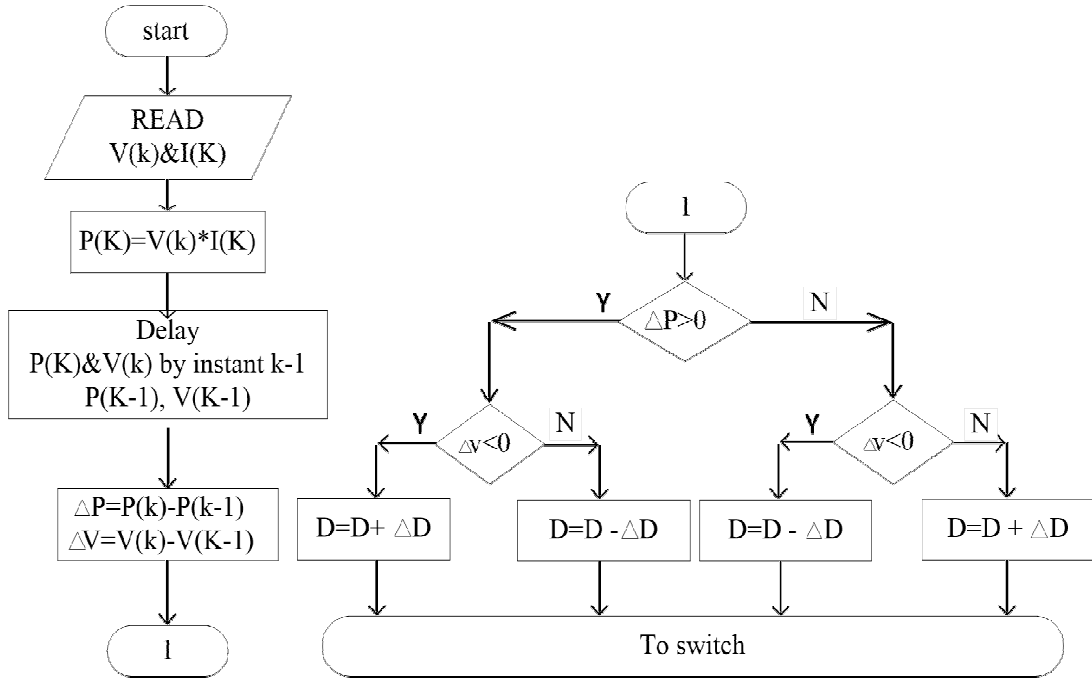 start
READ
V(k)&I(K)
P(K)=V(k)*I(K)
Delay
P(K)&V(k) by instant k-1
P(K-1), V(K-1)
△P=P(k)-P(k-1)
△V=V(k)-V(K-1)
1
1
△P>0
Y
N
△v<0
Y
N
△v<0
Y
N
D=D+ △D
D=D -△D
D=D - △D
D=D + △D
To switch